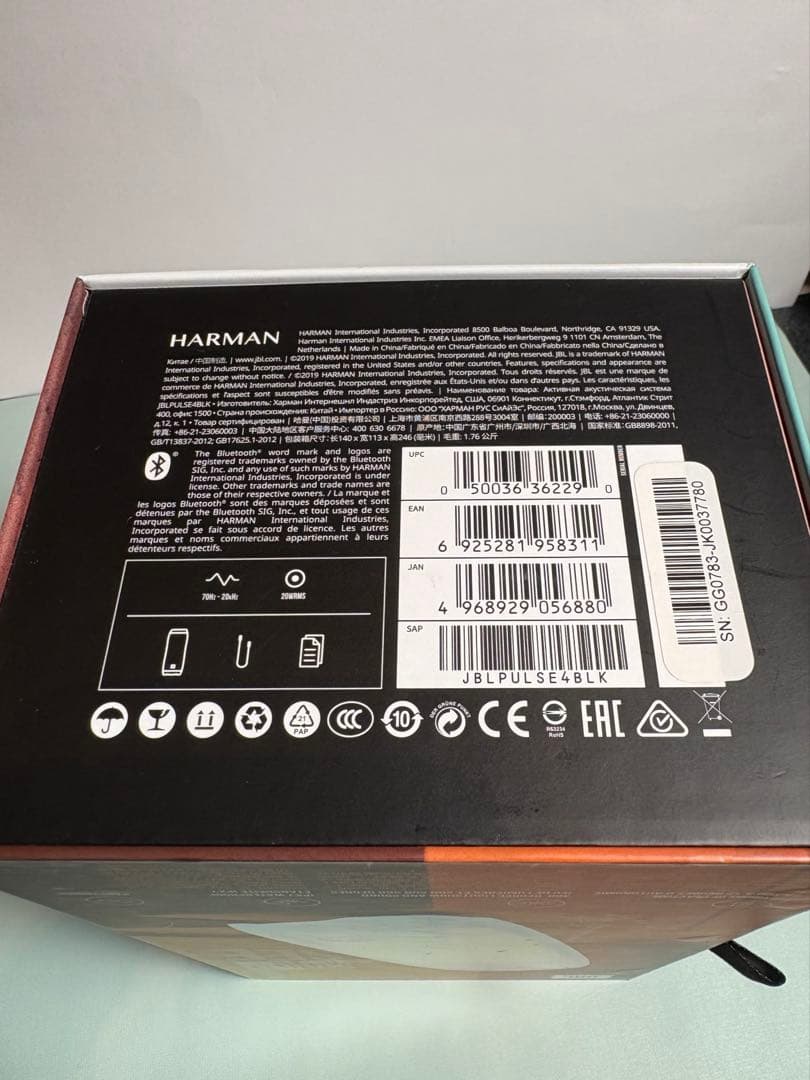 HARMAN
HARMAN International Industries, Incorporated 8500 Balboa Boulevard, Northridge, CA 91329 USA.
Harman International Industries, Inc. EMEA Liaison Office, Herikerbergweg 9 1101 CN Amsterdam, The
Netherlands | Made in China/Fabriqué en China/Fabricado en China/Fabbricato nella China/Сделано в
Китае / 中国制造. | www.jbl.com. | ©2019 HARMAN International Industries, Incorporated. All rights reserved. JBL is a trademark of HARMAN
International Industries, Incorporated, registered in the United States and/or other countries. Features, specifications and appearance are
subject to change without notice. / ©2019 HARMAN International Industries, Incorporated. Tous droits réservés. JBL est une marque de
commerce de HARMAN International Industries, Incorporated, enregistrée aux États-Unis et/ou dans d'autres pays. Les caractéristiques, les
spécifications et l'aspect sont susceptibles d'être modifiés sans préavis. | Наименование товара: Активная акустическая система
JBLPULSE4BLK • Изготовитель: Харман Интернешнл Индастриз Инкорпорейтед, США, 06901 Коннектикут, г.Стэмфорд, Атлантик Стрит
400, офис 1500 • Страна происхождения: Китай • Импортер в Россию: ООО "ХАРМАН РУС СиАйЭс", Россия, 127018, г.Москва, ул. Двинцев,
д.12, к. 1 • Товар сертифицирован | 哈曼(中国)投资有限公司 | 上海市黄浦区南京西路288号3004室 | 邮编: 200003 | 电话: +86-21-23060000 |
传真: +86-21-23060003 | 中国大陆地区客户服务中心: 400 630 6678 | 原产地: 中国广东省广州市/深圳市/广西北海 | 国家标准: GB8898-2011,
GB/T13837-2012; GB17625.1-2012 | 包装箱尺寸: 长140 x 宽113 x 高246 (毫米) | 毛重: 1.76 公斤
The Bluetooth® word mark and logos are
registered trademarks owned by the Bluetooth
SIG, Inc. and any use of such marks by HARMAN
International Industries, Incorporated is under
license. Other trademarks and trade names are
those of their respective owners. / La marque et
les logos Bluetooth® sont des marques déposées et sont
détenues par the Bluetooth SIG, Inc., et tout usage de ces
marques par HARMAN International Industries,
Incorporated se fait sous accord de licence. Les autres
marques et noms commerciaux appartiennent à leurs
détenteurs respectifs.
70Hz - 20kHz
20WRMS
UPC
0 50036 36229 0
EAN
6 925281 958311
JAN
4 968929 056880
SAP
JBLPULSE4BLK
SERIAL NUMBER
SN: GG0783-JK0037780
21
PAP
CCC
10
DER GRÜNE PUNKT
CE
R63234
RoHS
EAC